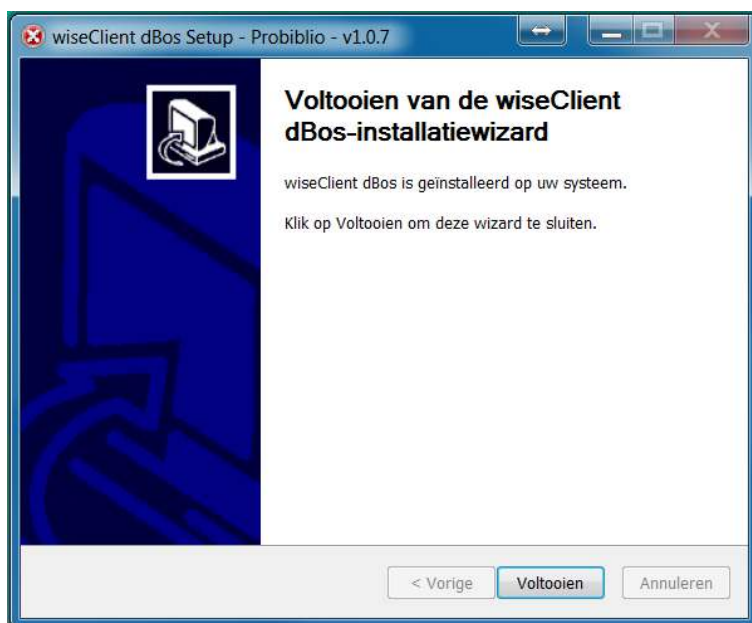 wiseClient dBos Setup - Probiblio - v1.0.7
Voltooien van de wiseClient
dBos-installatiewizard
wiseClient dBos is geïnstalleerd op uw systeem.
Klik op Voltooien om deze wizard te sluiten.
< Vorige
Voltooien
Annuleren